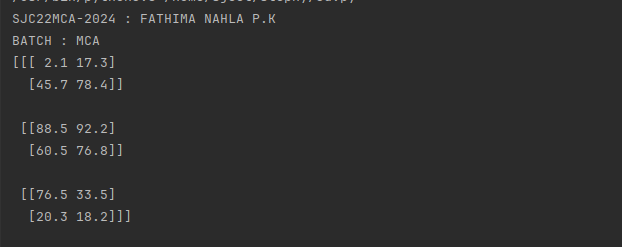 SJC22MCA-2024 : FATHIMA NAHLA P.K
BATCH : MCA
[[[ 2.1 17.3]
  [45.7 78.4]]

 [[88.5 92.2]
  [60.5 76.8]]

 [[76.5 33.5]
  [20.3 18.2]]]